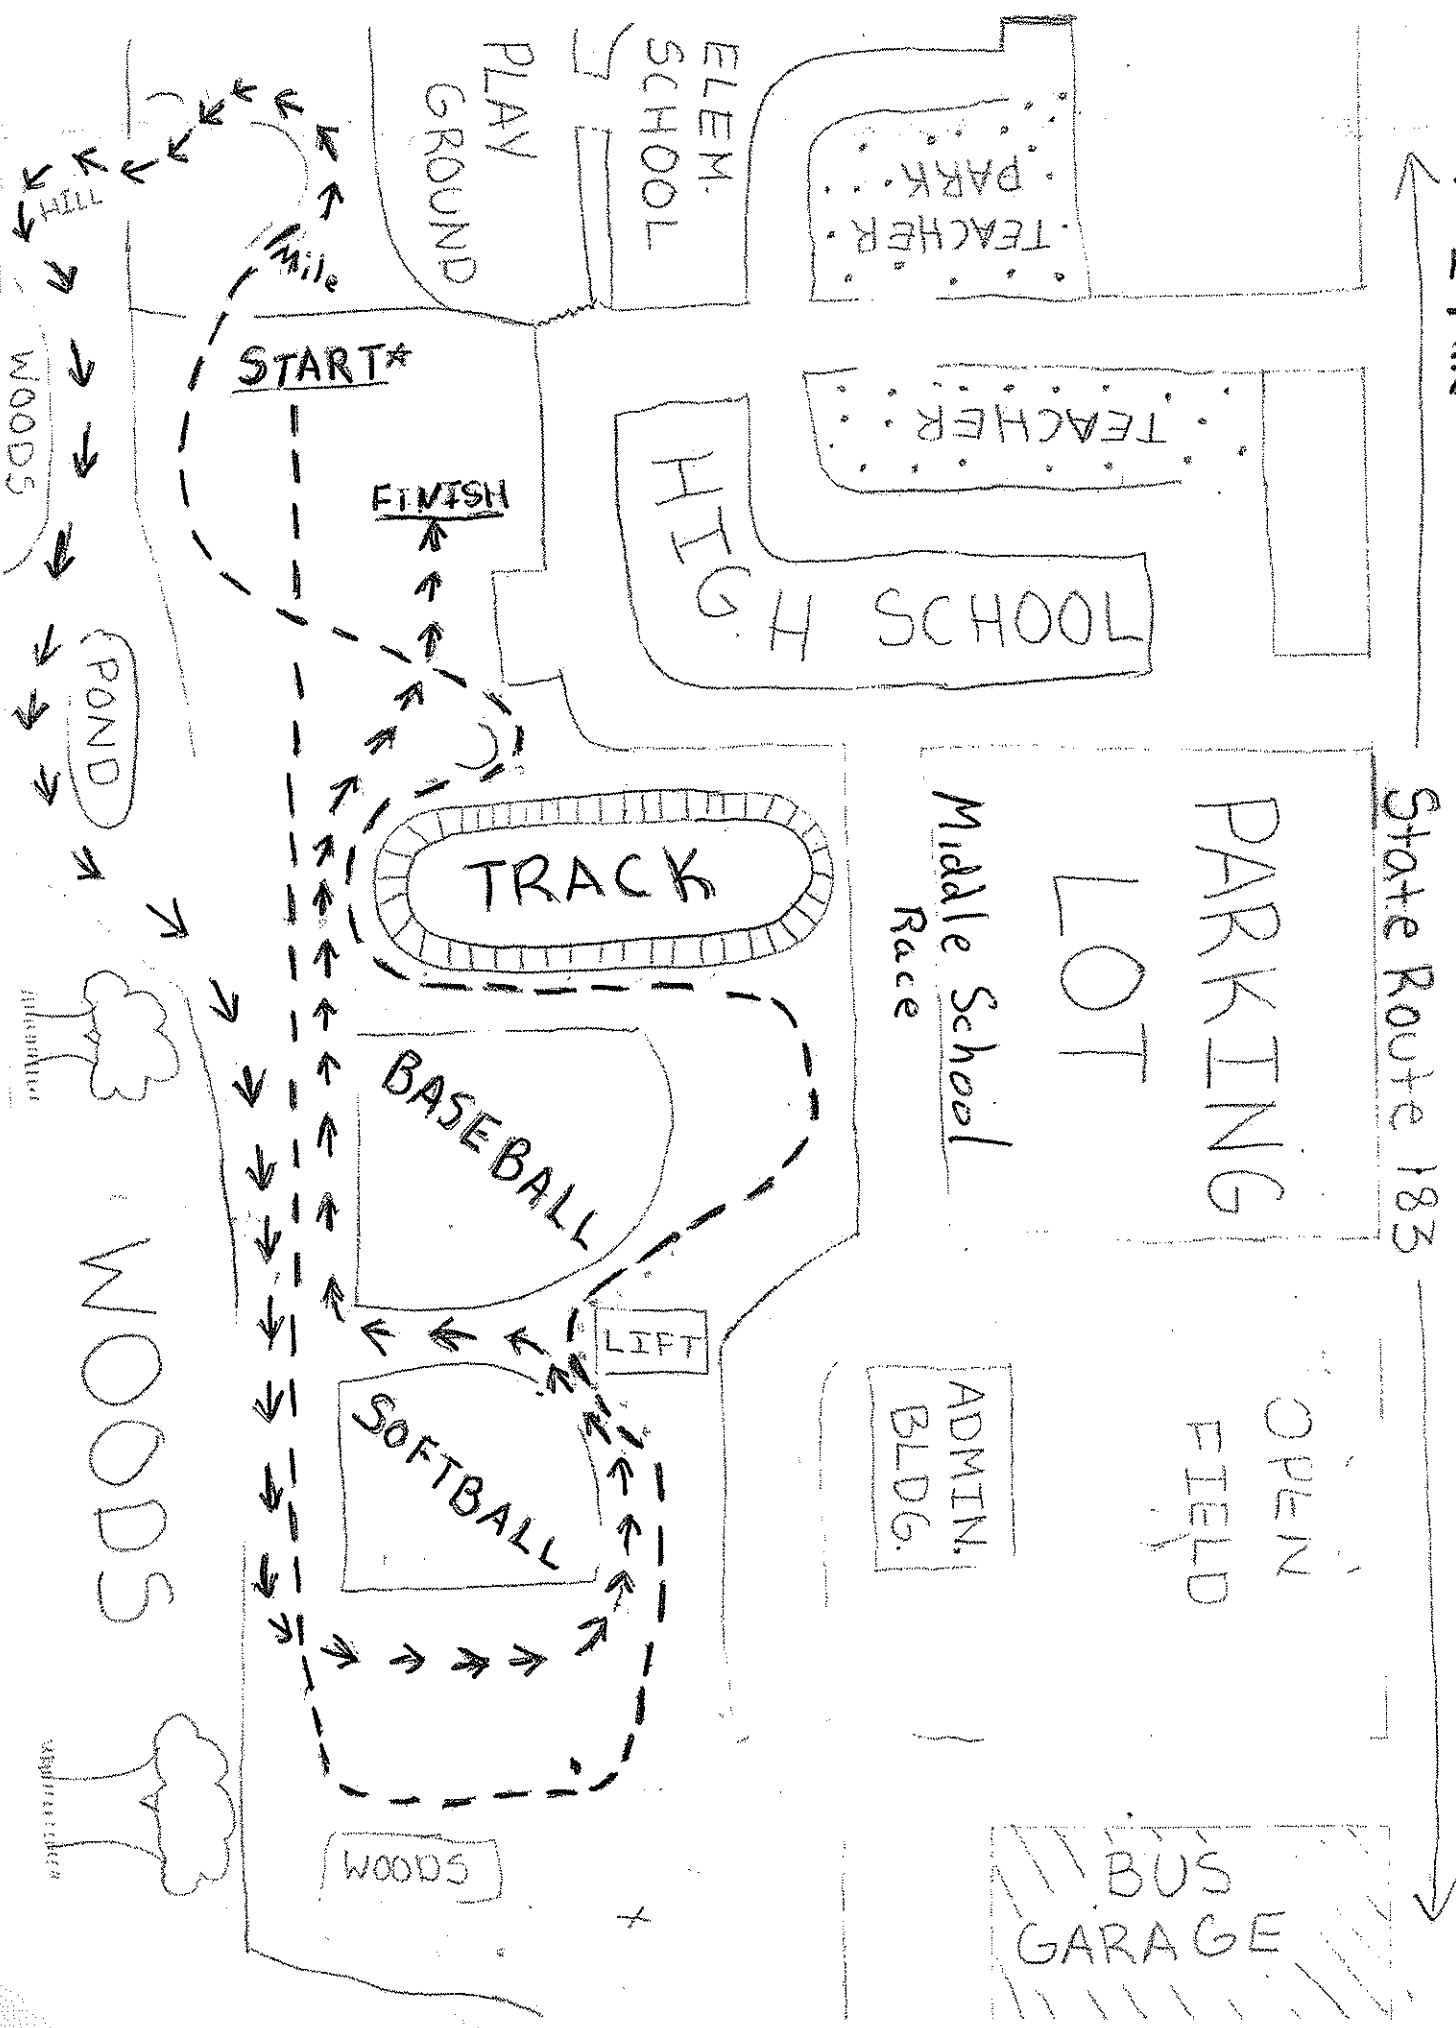 ELEM.
SCHOOL
PLAY
GROUND
TEACHER
PARK
HILL
Mile
START*
TEACHER
WOODS
FINISH
HIGH SCHOOL
POND
State Route 183
PARKING
LOT
Middle School
Race
TRACK
BASEBALL
WOODS
LIFT
SOFTBALL
ADMIN.
BLDG.
OPEN
FIELD
WOODS
BUS
GARAGE